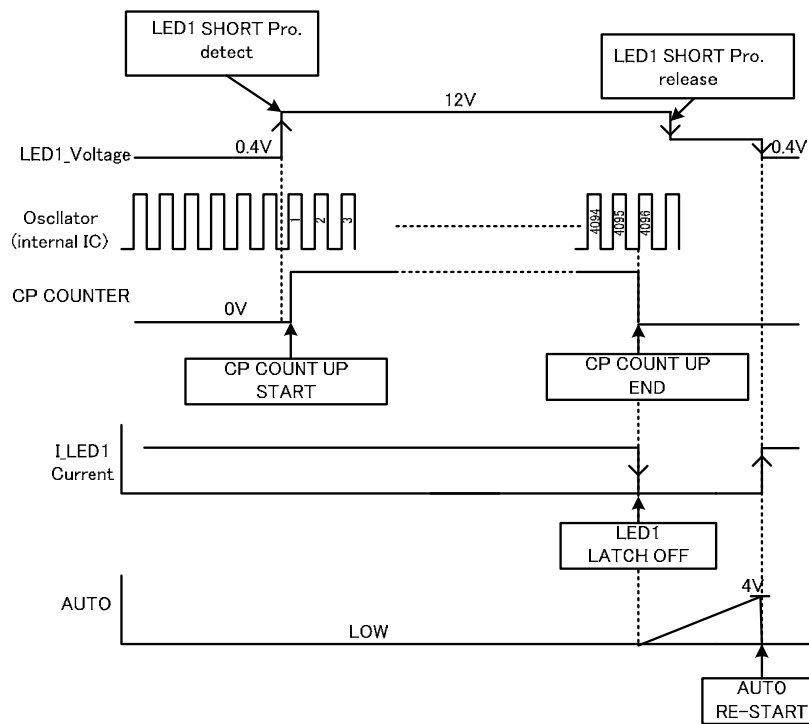 LED1 SHORT Pro.
detect
LED1 SHORT Pro.
release
12V
0.4V
0.4V
LED1_Voltage
Oscllator
(internal IC)
1
2
3
4094
4095
4096
CP COUNTER
0V
CP COUNT UP
START
CP COUNT UP
END
I_LED1
Current
LED1
LATCH OFF
AUTO
4V
LOW
AUTO
RE-START